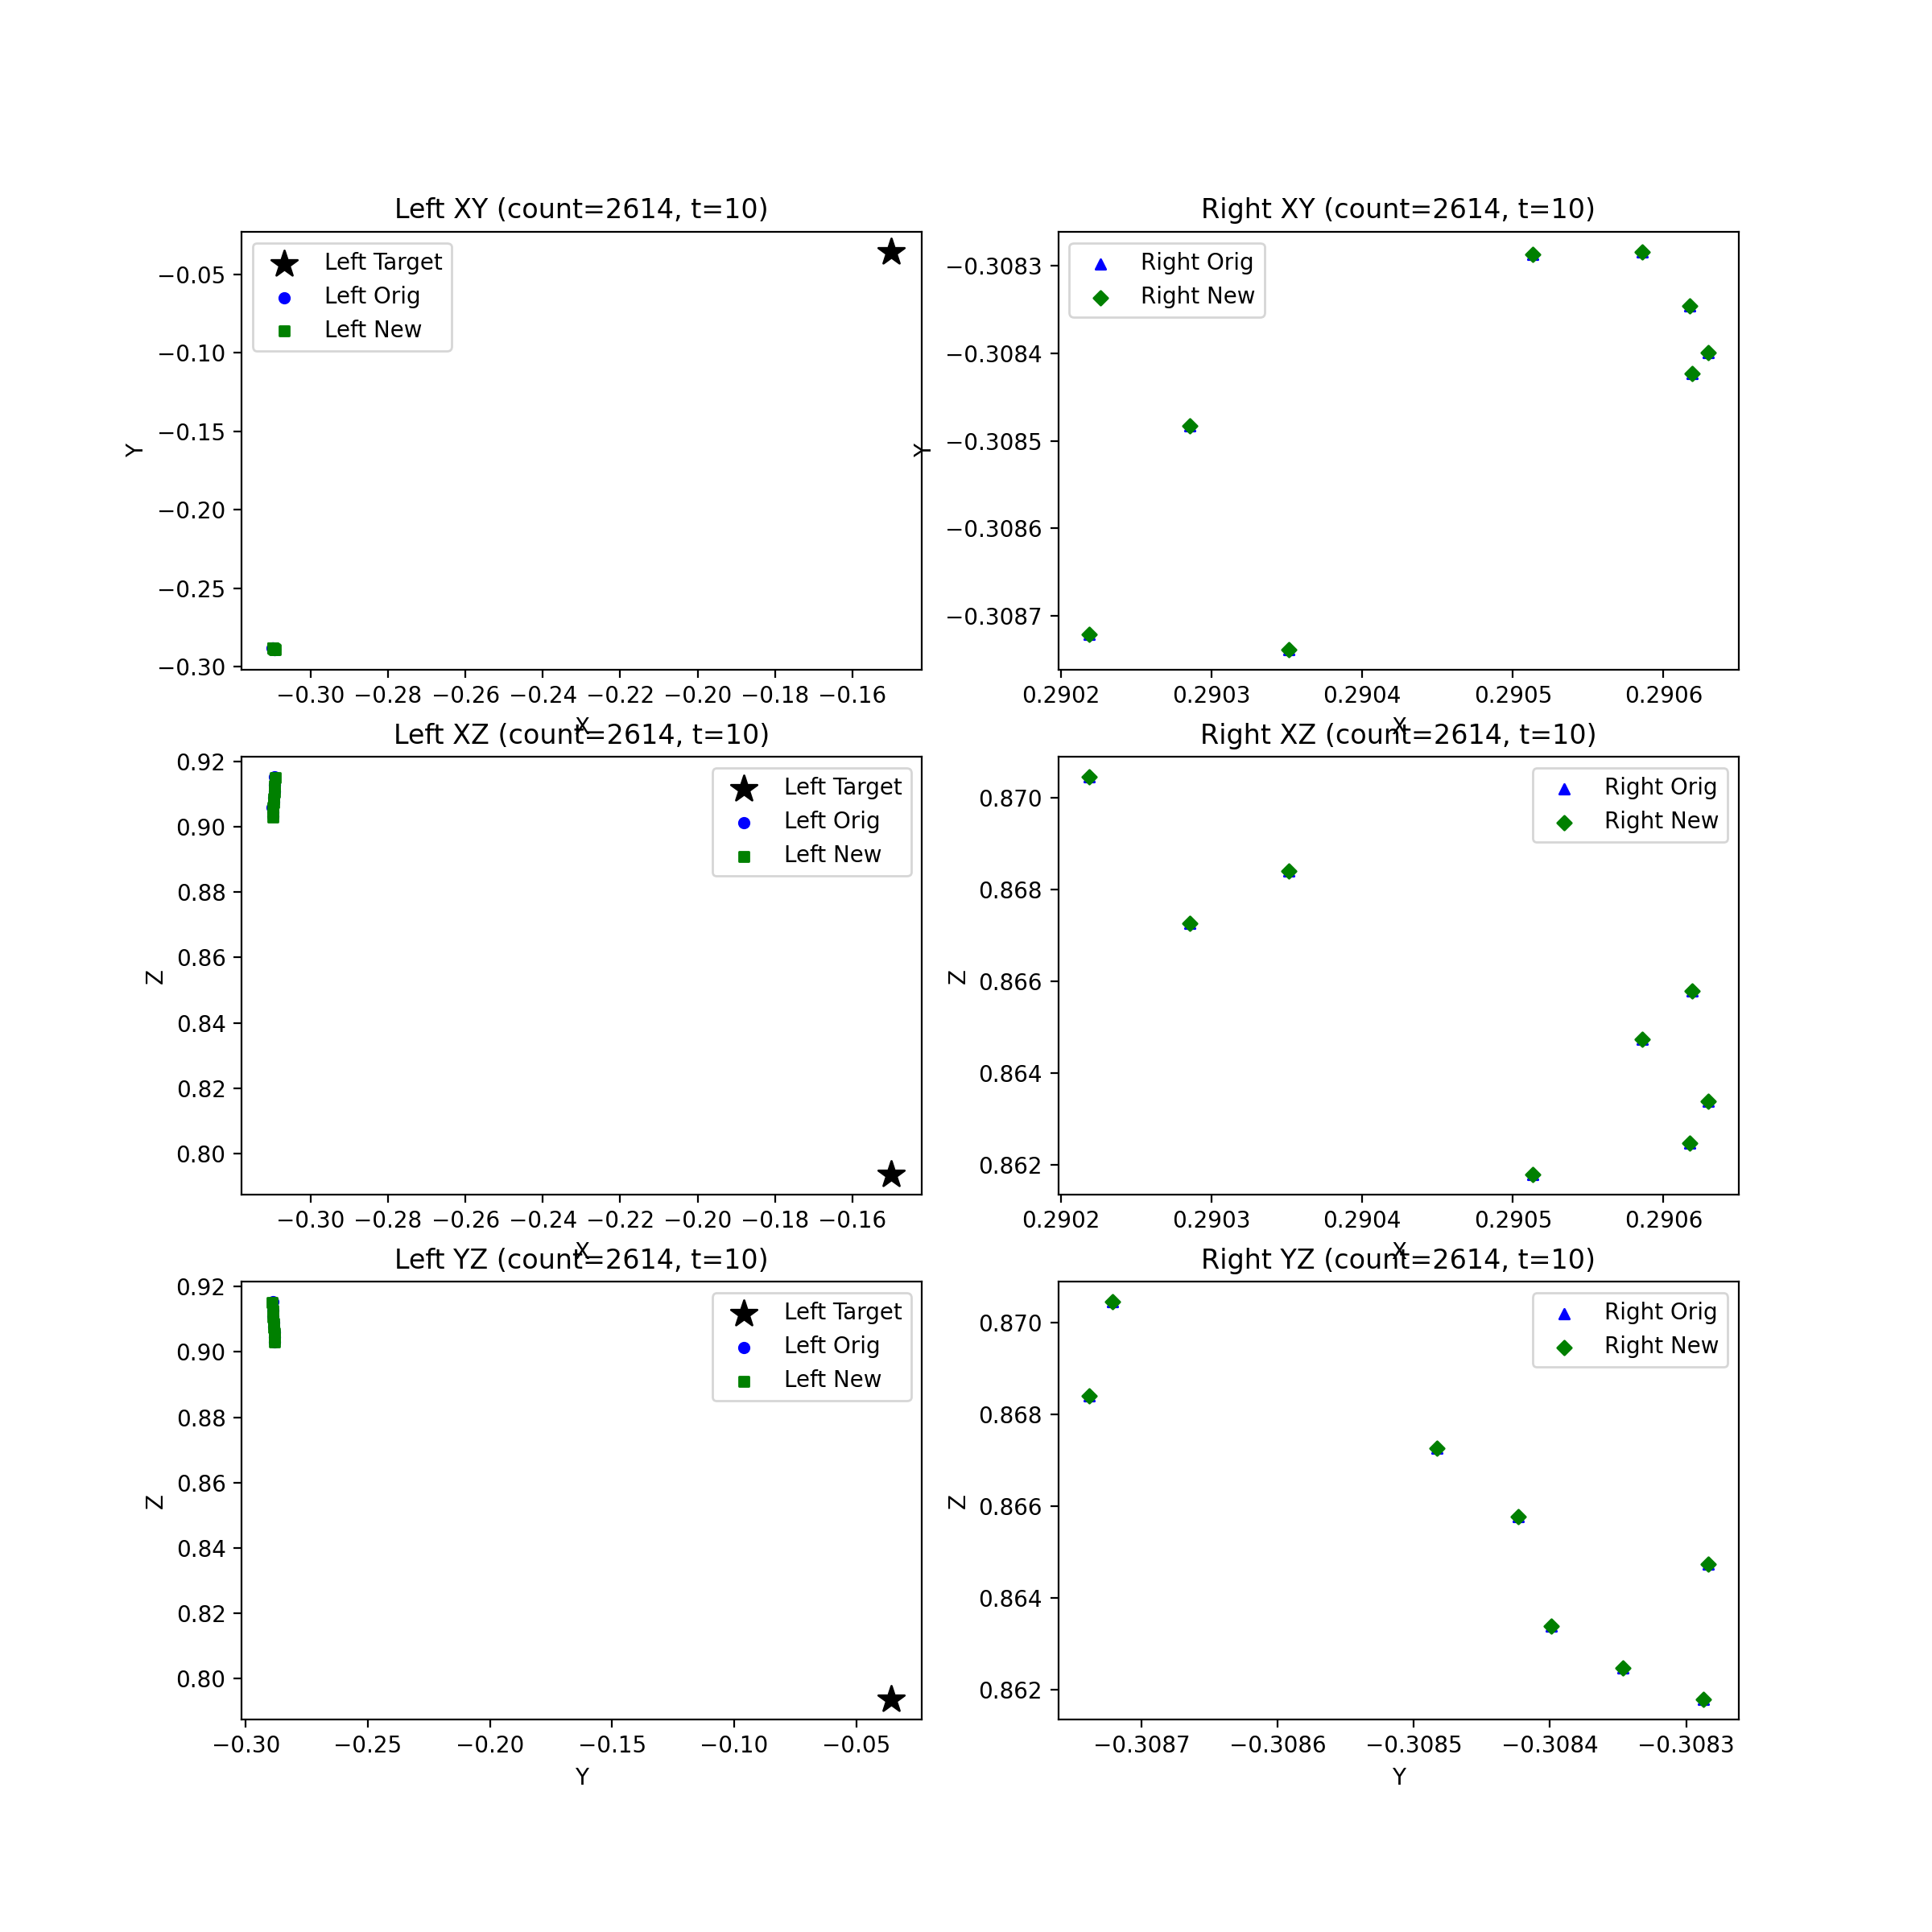 Left XY (count=2614, t=10)
Left Target
Left Orig
Left New
Y
−0.05
−0.10
−0.15
−0.20
−0.25
−0.30
−0.30 −0.28 −0.26 −0.24 −0.22 −0.20 −0.18 −0.16
X
Right XY (count=2614, t=10)
Right Orig
Right New
Y
−0.3083
−0.3084
−0.3085
−0.3086
−0.3087
0.2902 0.2903 0.2904 0.2905 0.2906
X
Left XZ (count=2614, t=10)
Left Target
Left Orig
Left New
Z
0.92
0.90
0.88
0.86
0.84
0.82
0.80
−0.30 −0.28 −0.26 −0.24 −0.22 −0.20 −0.18 −0.16
X
Right XZ (count=2614, t=10)
Right Orig
Right New
Z
0.870
0.868
0.866
0.864
0.862
0.2902 0.2903 0.2904 0.2905 0.2906
X
Left YZ (count=2614, t=10)
Left Target
Left Orig
Left New
Z
0.92
0.90
0.88
0.86
0.84
0.82
0.80
−0.30 −0.25 −0.20 −0.15 −0.10 −0.05
Y
Right YZ (count=2614, t=10)
Right Orig
Right New
Z
0.870
0.868
0.866
0.864
0.862
−0.3087 −0.3086 −0.3085 −0.3084 −0.3083
Y